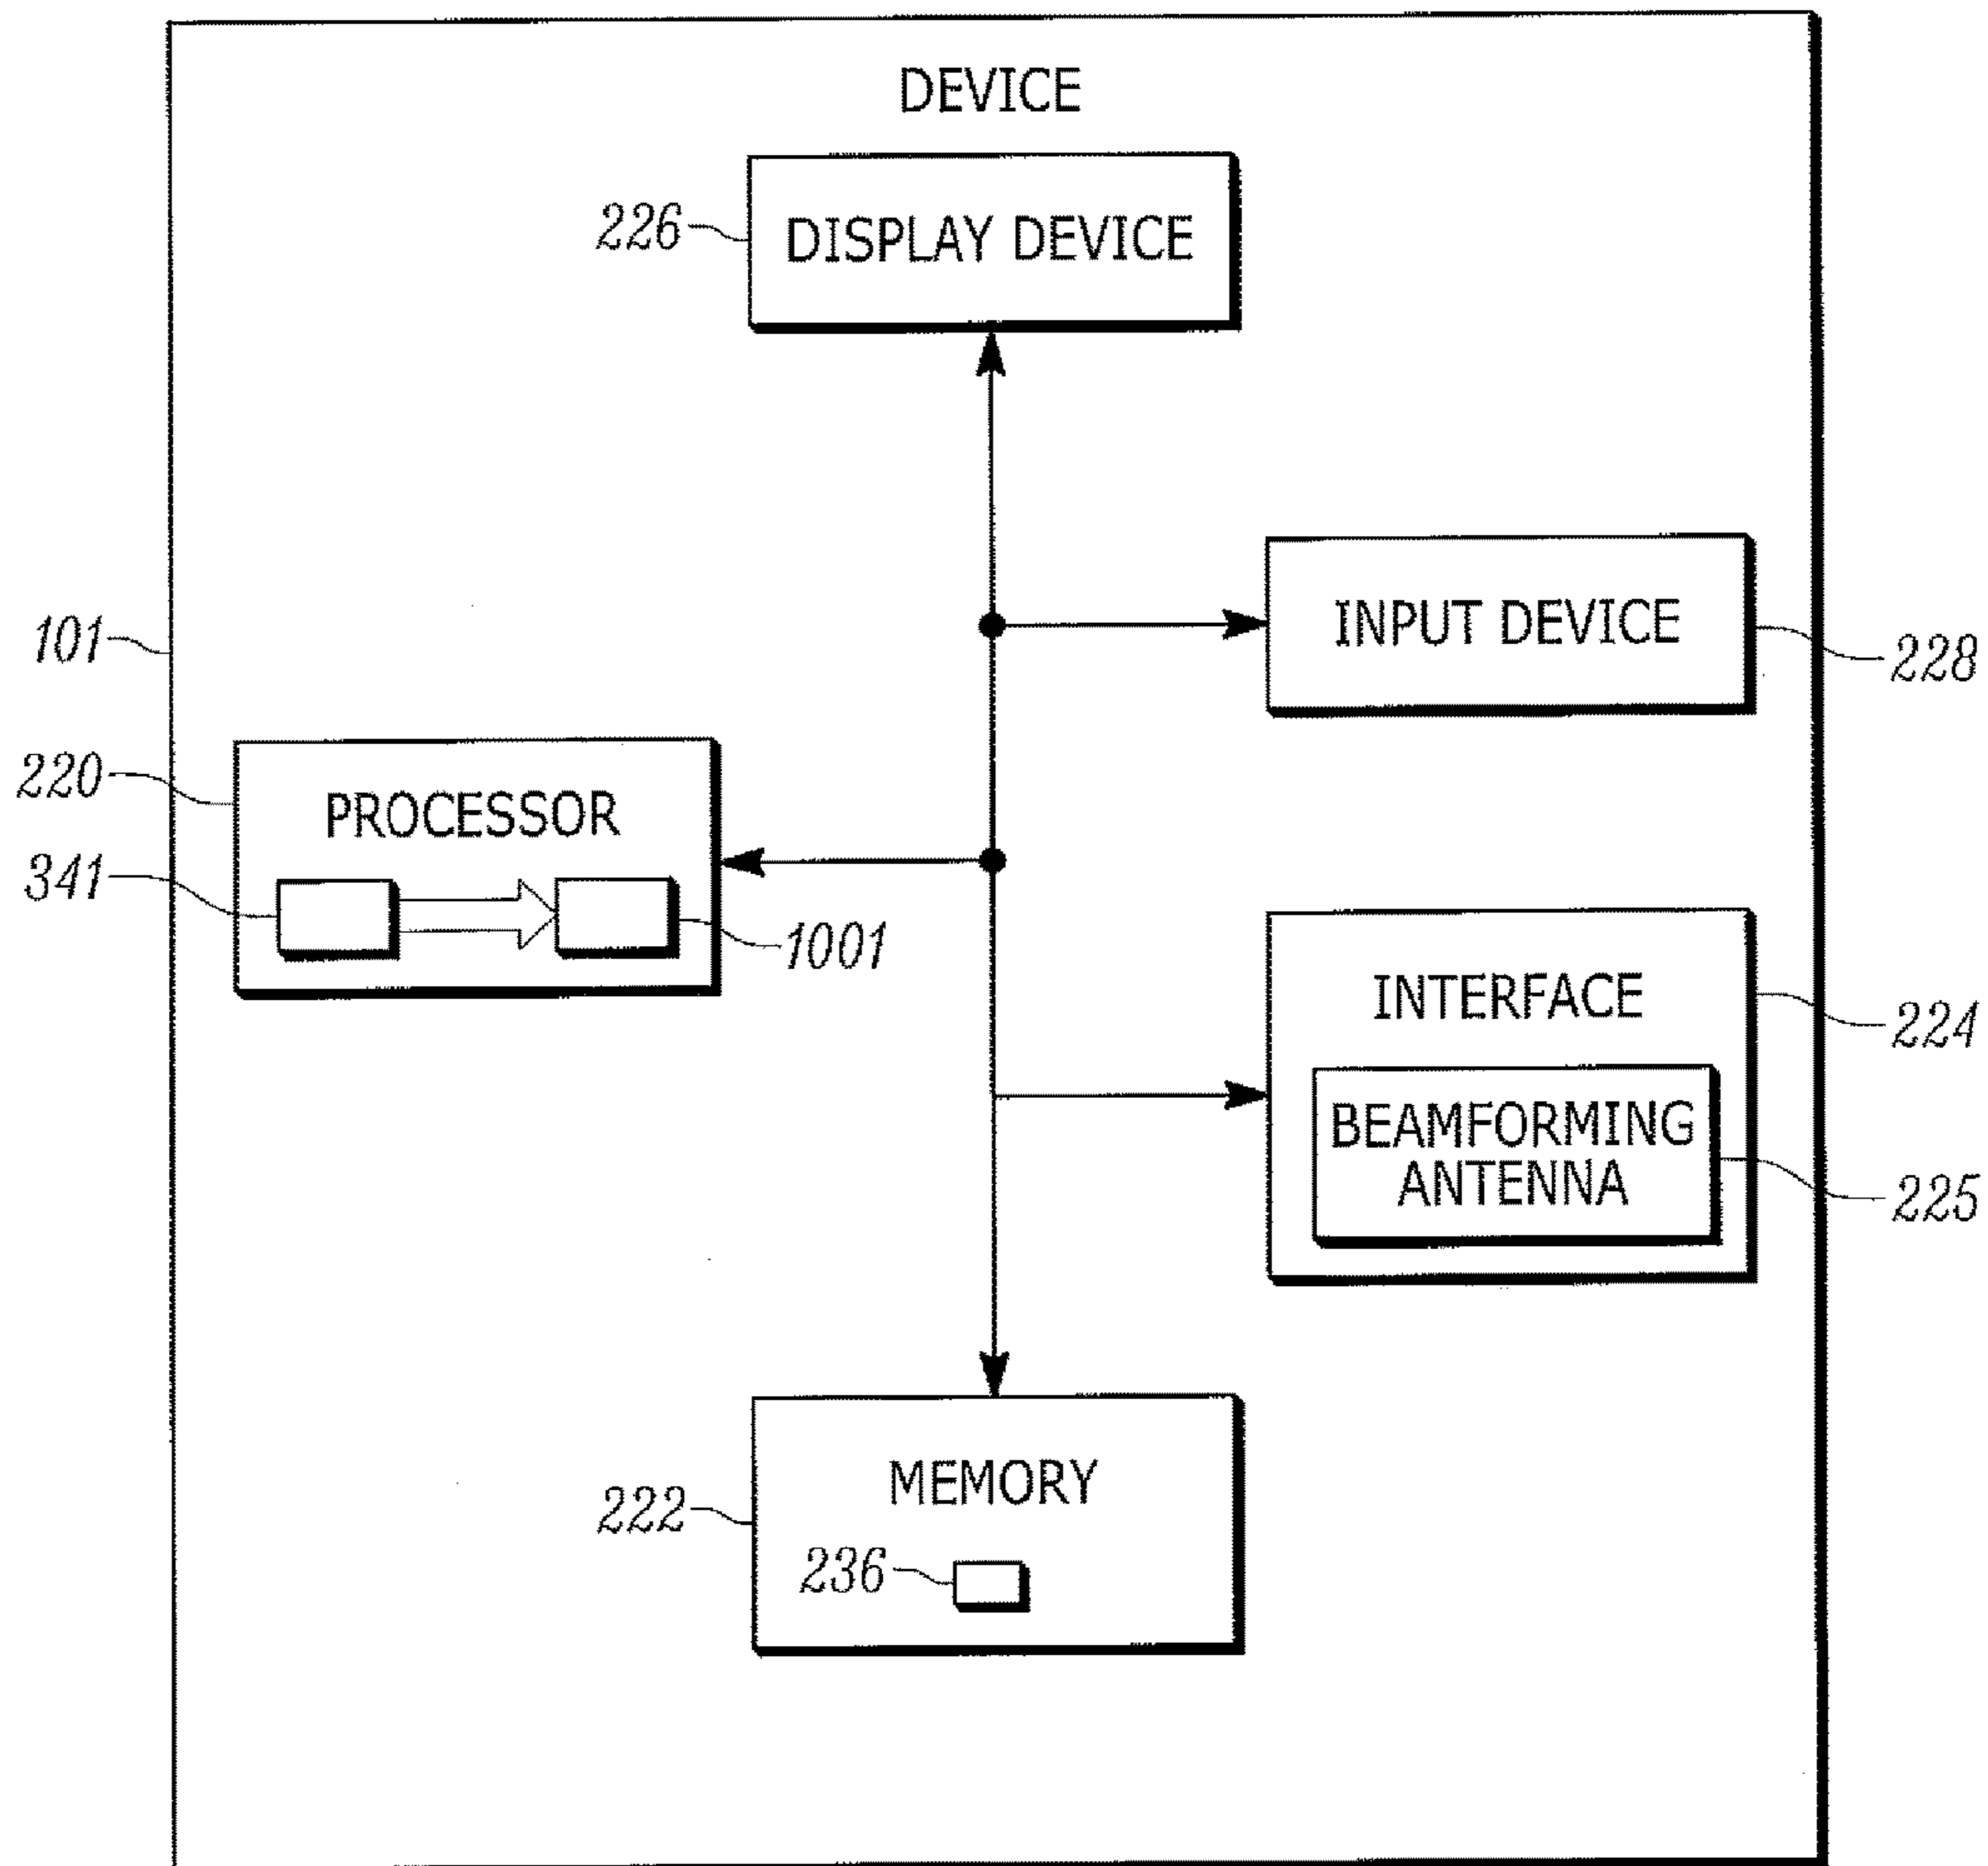 DEVICE
226
DISPLAY DEVICE
101
INPUT DEVICE
228
220
PROCESSOR
341
1001
INTERFACE
224
BEAMFORMING
ANTENNA
225
222
MEMORY
236